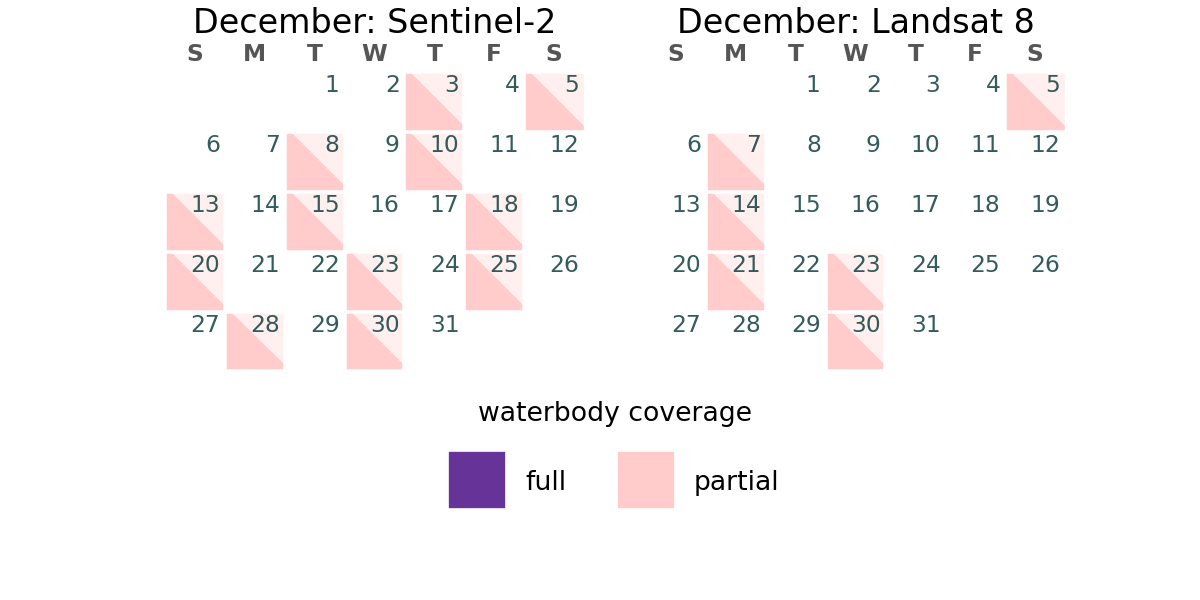 December: Sentinel-2
S M T W T F S
1 2 3 4 5
6 7 8 9 10 11 12
13 14 15 16 17 18 19
20 21 22 23 24 25 26
27 28 29 30 31
December: Landsat 8
S M T W T F S
1 2 3 4 5
6 7 8 9 10 11 12
13 14 15 16 17 18 19
20 21 22 23 24 25 26
27 28 29 30 31
waterbody coverage
full partial